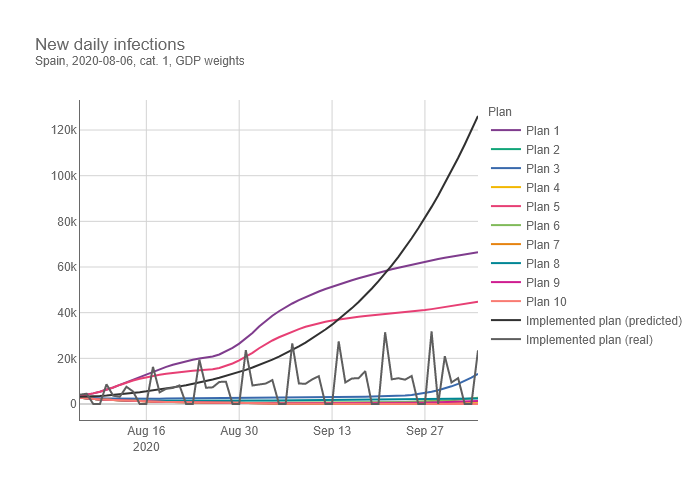 New daily infections
Spain, 2020-08-06, cat. 1, GDP weights
120k
100k
80k
60k
40k
20k
0
Aug 16
2020
Aug 30
Sep 13
Sep 27
Plan
Plan 1
Plan 2
Plan 3
Plan 4
Plan 5
Plan 6
Plan 7
Plan 8
Plan 9
Plan 10
Implemented plan (predicted)
Implemented plan (real)